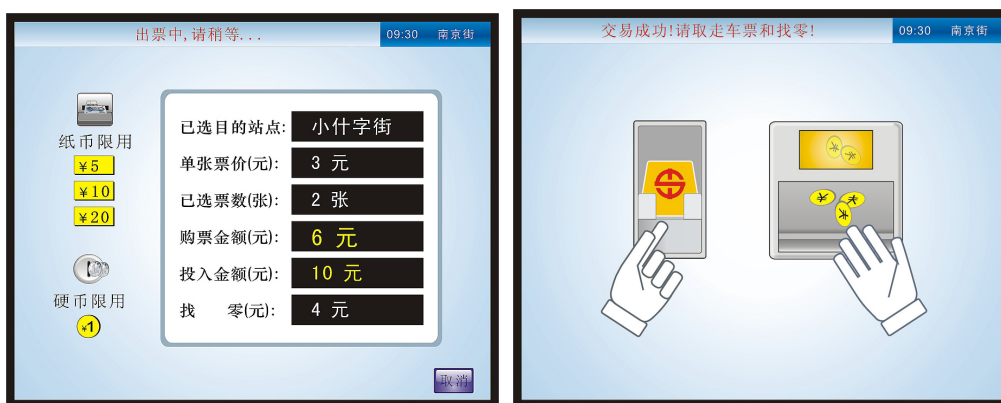 出票中,请稍等...
09:30 南京街
纸币限用
¥5
¥10
¥20
硬币限用
¥1
已选目的站点: 小什字街
单张票价(元): 3 元
已选票数(张): 2 张
购票金额(元): 6 元
投入金额(元): 10 元
找 零(元): 4 元
取消
交易成功!请取走车票和找零!
09:30 南京街